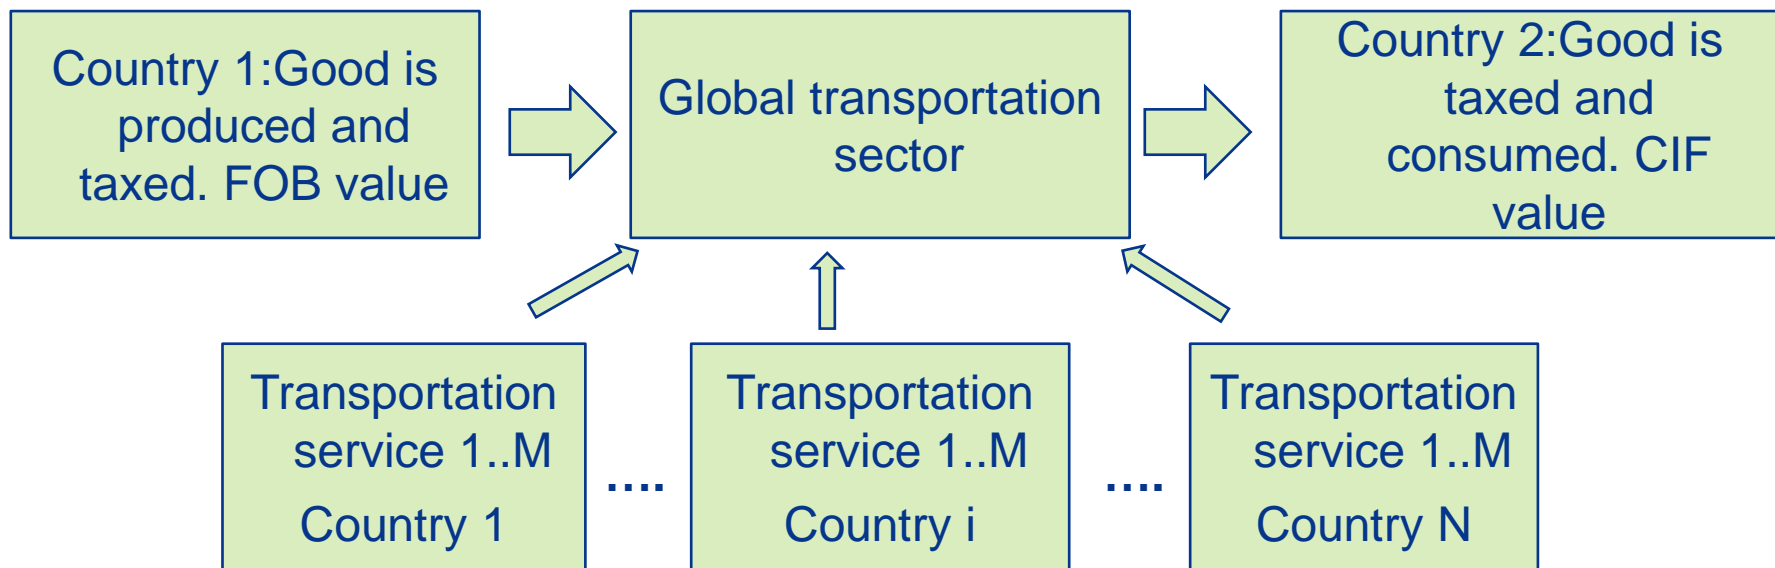 Country 1:Good is
produced and
taxed. FOB value
Global transportation
sector
Country 2:Good is
taxed and
consumed. CIF
value
Transportation
service 1..M
Country 1
....
Transportation
service 1..M
Country i
....
Transportation
service 1..M
Country N